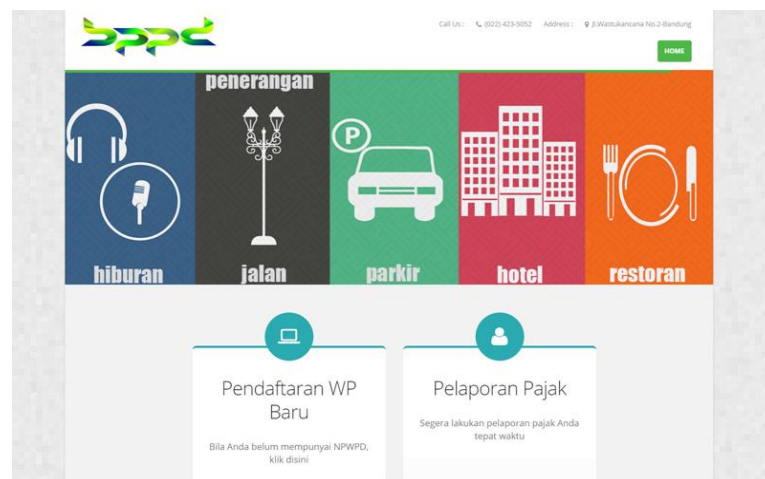 bppd
Call Us : (022) 423-5052 Address : Jl.Wastukancana No.2-Bandung
HOME
hiburan
penerangan
jalan
P
parkir
hotel
restoran
Pendaftaran WP
Baru
Bila Anda belum mempunyai NPWPD,
klik disini
Pelaporan Pajak
Segera lakukan pelaporan pajak Anda
tepat waktu